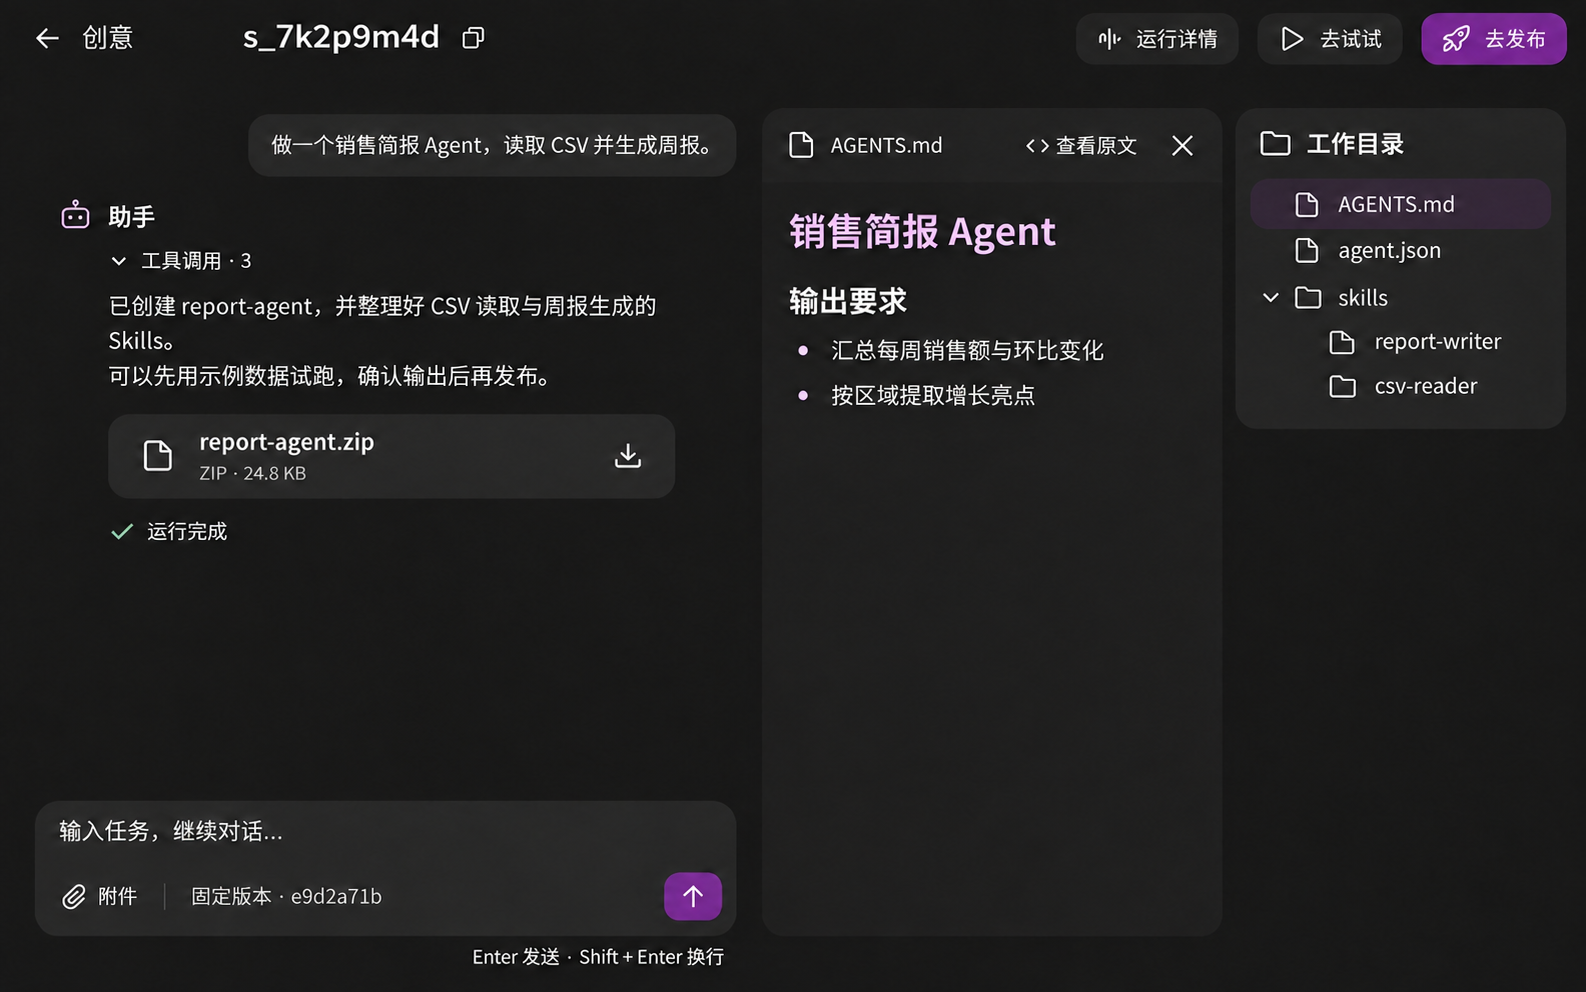 创意
s_7k2p9m4d
运行详情
去试试
去发布
做一个销售简报 Agent，读取 CSV 并生成周报。
助手
工具调用 · 3
已创建 report-agent，并整理好 CSV 读取与周报生成的
Skills。
可以先用示例数据试跑，确认输出后再发布。
report-agent.zip
ZIP · 24.8 KB
运行完成
输入任务，继续对话...
附件
固定版本 · e9d2a71b
Enter 发送 · Shift + Enter 换行
AGENTS.md
<> 查看原文
销售简报 Agent
输出要求
• 汇总每周销售额与环比变化
• 按区域提取增长亮点
工作目录
AGENTS.md
agent.json
skills
report-writer
csv-reader